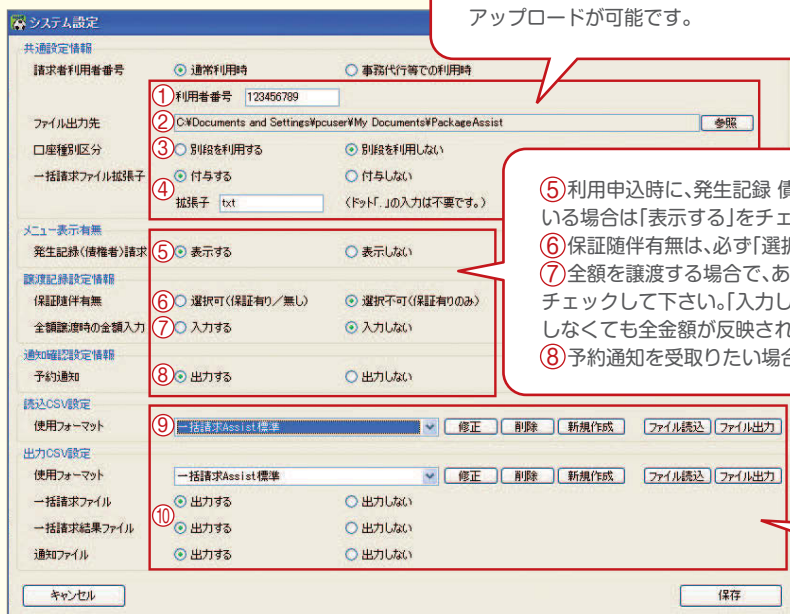 アップロードが可能です。
システム設定
共通設定情報
請求者利用者番号 通常利用時 事務代行等での利用時
①利用者番号 123456789
ファイル出力先 ②C:¥Documents and Settings¥pcuser¥My Documents¥PackageAssist 参照
口座種別区分 ③別段を利用する 別段を利用しない
一括請求ファイル拡張子 ④付与する 付与しない
拡張子 txt (ドット「.」の入力は不要です。)
メニュー表示有無
発生記録(債権者)請求 ⑤表示する 表示しない
譲渡記録設定情報
保証随伴有無 ⑥選択可(保証有り/無し) 選択不可(保証有りのみ)
全額譲渡時の金額入力 ⑦入力する 入力しない
通知確認設定情報
予約通知 ⑧出力する 出力しない
読込CSV設定
使用フォーマット ⑨一括請求Assist標準 修正 削除 新規作成 ファイル読込 ファイル出力
出力CSV設定
使用フォーマット 一括請求Assist標準 修正 削除 新規作成 ファイル読込 ファイル出力
一括請求ファイル ⑩出力する 出力しない
一括請求結果ファイル 出力する 出力しない
通知ファイル 出力する 出力しない
キャンセル 保存
⑤利用申込時に、発生記録 債
いる場合は「表示する」をチェ
⑥保証随伴有無は、必ず「選択
⑦全額を譲渡する場合で、あ
チェックして下さい。「入力し
しなくても全金額が反映され
⑧予約通知を受取りたい場合